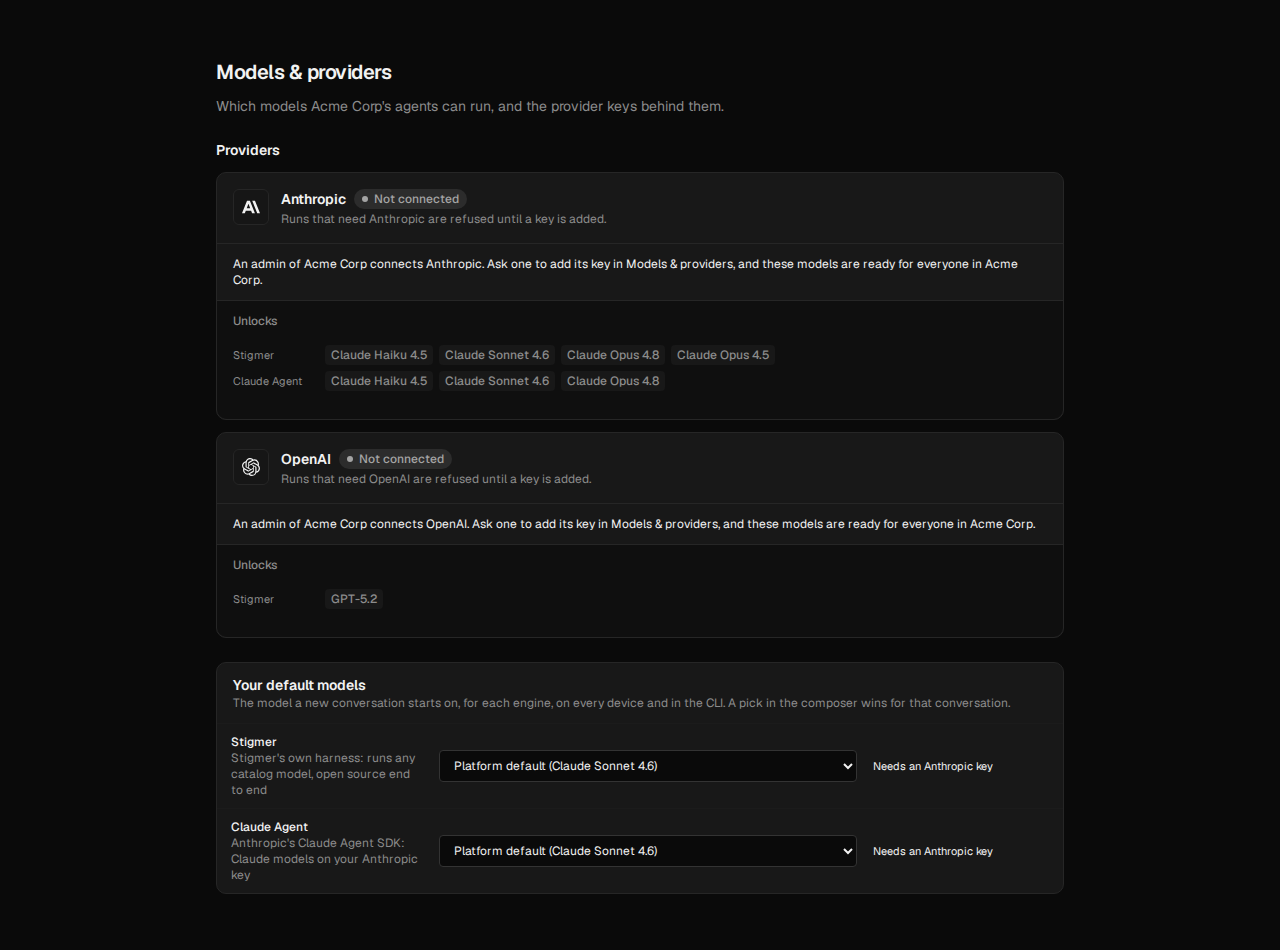 Models & providers
Which models Acme Corp's agents can run, and the provider keys behind them.
Providers
Anthropic
Not connected
Runs that need Anthropic are refused until a key is added.
An admin of Acme Corp connects Anthropic. Ask one to add its key in Models & providers, and these models are ready for everyone in Acme
Corp.
Unlocks
Stigmer
Claude Haiku 4.5
Claude Sonnet 4.6
Claude Opus 4.8
Claude Opus 4.5
Claude Agent
Claude Haiku 4.5
Claude Sonnet 4.6
Claude Opus 4.8
OpenAI
Not connected
Runs that need OpenAI are refused until a key is added.
An admin of Acme Corp connects OpenAI. Ask one to add its key in Models & providers, and these models are ready for everyone in Acme Corp.
Unlocks
Stigmer
GPT-5.2
Your default models
The model a new conversation starts on, for each engine, on every device and in the CLI. A pick in the composer wins for that conversation.
Stigmer
Stigmer's own harness: runs any
catalog model, open source end
to end
Platform default (Claude Sonnet 4.6)
Needs an Anthropic key
Claude Agent
Anthropic's Claude Agent SDK:
Claude models on your Anthropic
key
Platform default (Claude Sonnet 4.6)
Needs an Anthropic key